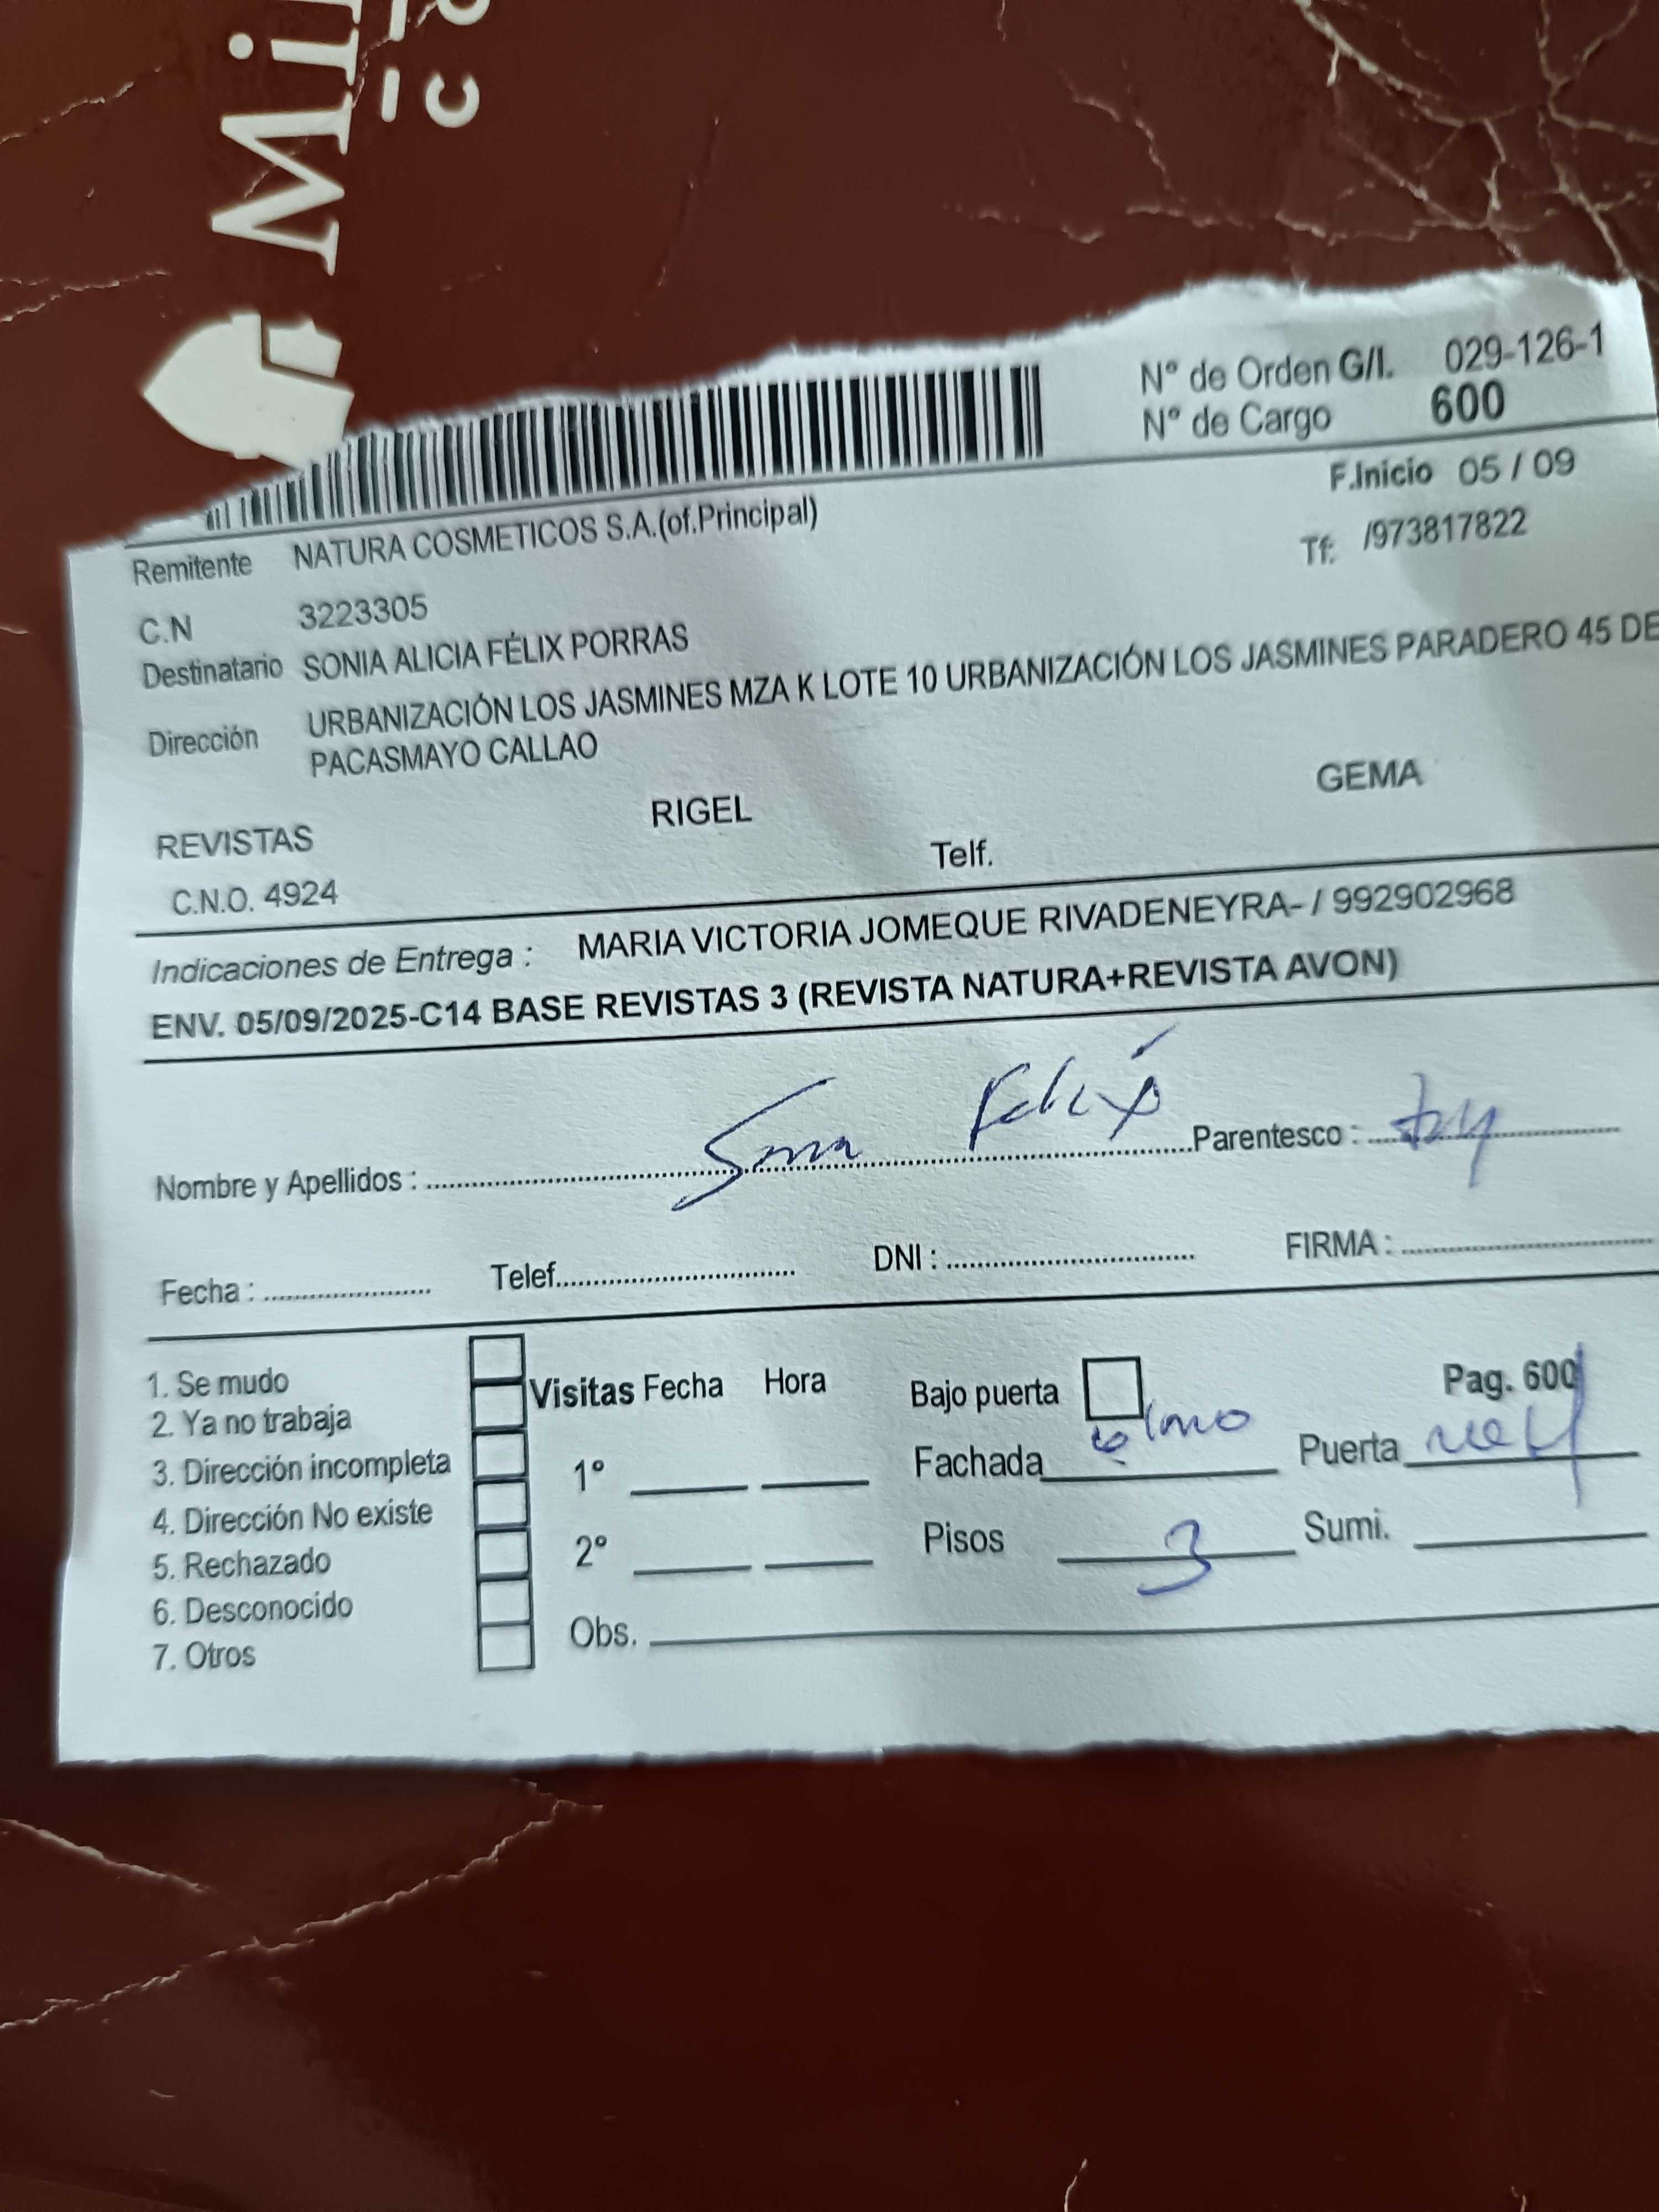 Mi
N° de Orden G/I. 029-126-1
N° de Cargo 600
F.Inicio 05 / 09
Remitente NATURA COSMETICOS S.A.(of.Principal)
Tf: /973817822
C.N 3223305
Destinatario SONIA ALICIA FÉLIX PORRAS
Dirección URBANIZACIÓN LOS JASMINES MZA K LOTE 10 URBANIZACIÓN LOS JASMINES PARADERO 45 DE
PACASMAYO CALLAO
REVISTAS RIGEL GEMA
C.N.O. 4924 Telf.
Indicaciones de Entrega : MARIA VICTORIA JOMEQUE RIVADENEYRA- / 992902968
ENV. 05/09/2025-C14 BASE REVISTAS 3 (REVISTA NATURA+REVISTA AVON)
Nombre y Apellidos : Felix Parentesco :
Fecha : Telef. DNI : FIRMA :
1. Se mudo
2. Ya no trabaja
3. Dirección incompleta
4. Dirección No existe
5. Rechazado
6. Desconocido
7. Otros
Visitas Fecha Hora
1°
2°
Obs.
Bajo puerta Pag. 600
Fachada Puerta
Pisos 3 Sumi.